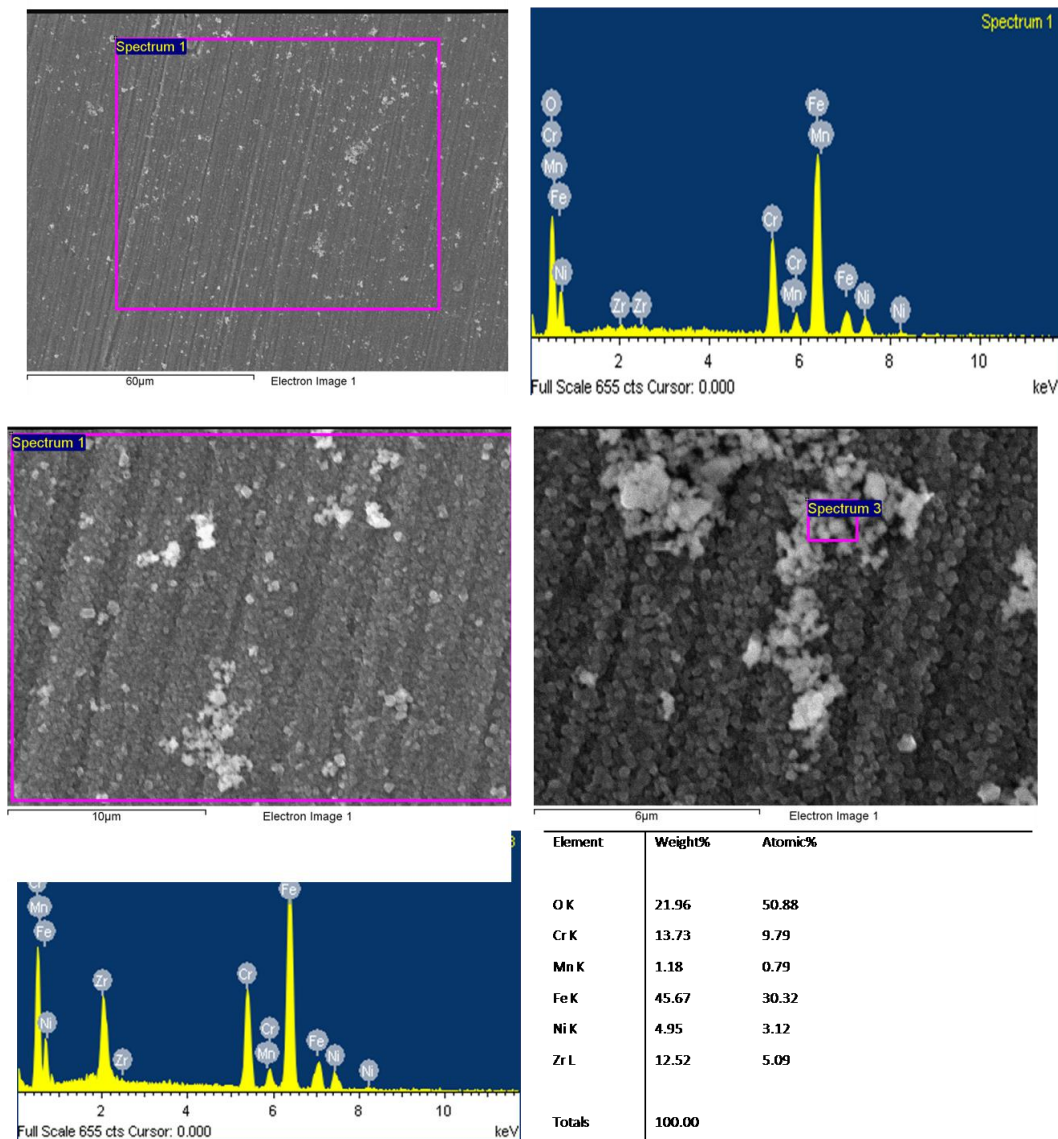 Spectrum 1
60µm Electron Image 1
Spectrum 1
O
Cr
Mn
Fe
Ni
Zr Zr
Cr
Cr
Mn
Fe
Mn
Fe
Ni
Ni
2 4 6 8 10
Full Scale 655 cts Cursor: 0.000 keV
Spectrum 1
10µm Electron Image 1
Spectrum 3
6µm Electron Image 1
Cr
Mn
Fe
Ni
Zr
Zr
Cr
Cr
Mn
Fe
Fe
Ni
Ni
2 4 6 8 10
Full Scale 655 cts Cursor: 0.000 keV
Element Weight% Atomic%
O K 21.96 50.88
Cr K 13.73 9.79
Mn K 1.18 0.79
Fe K 45.67 30.32
Ni K 4.95 3.12
Zr L 12.52 5.09
Totals 100.00